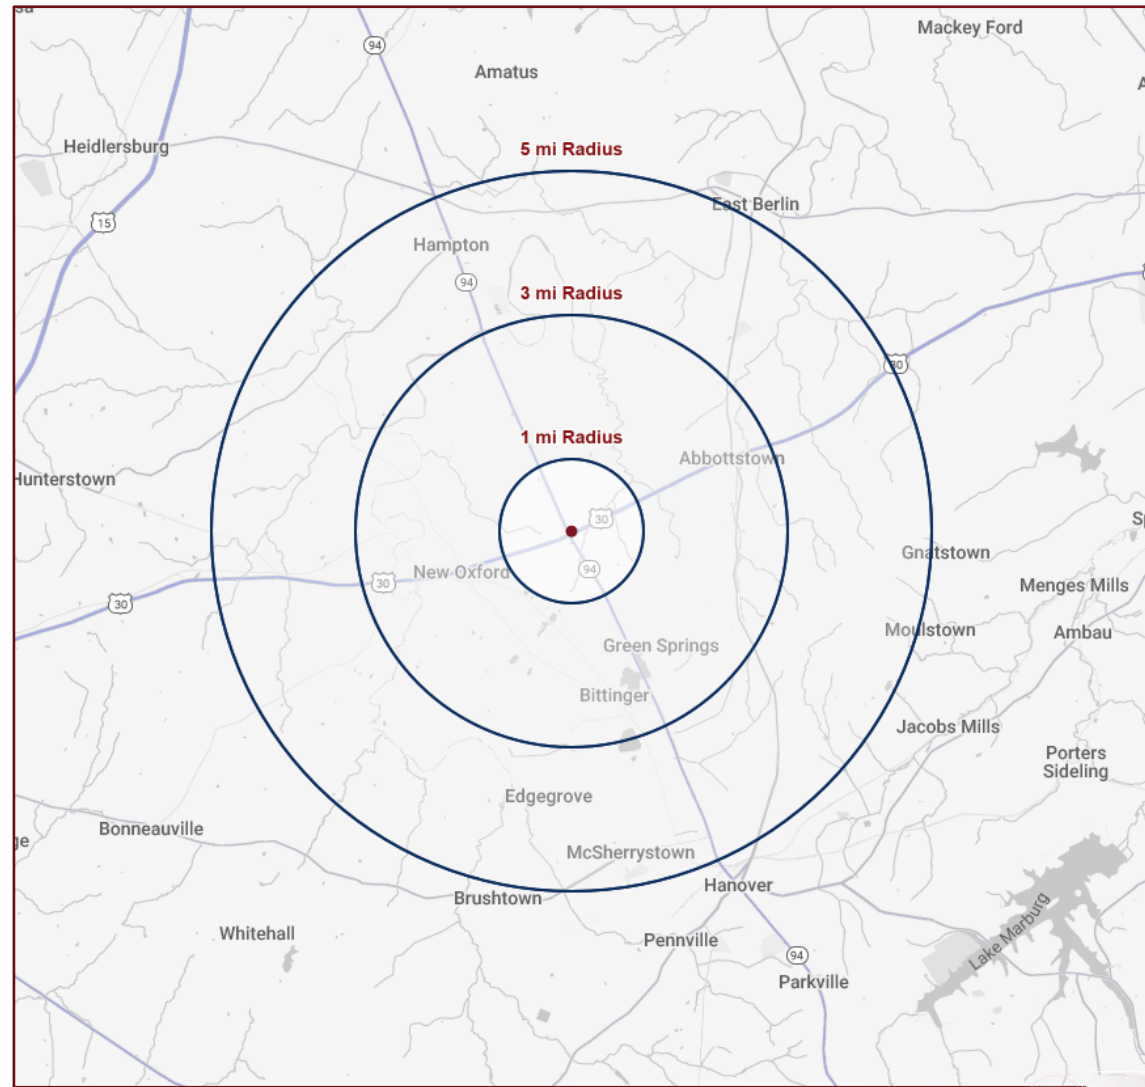 Mackey Ford
94
Amatus
Heidlersburg
5 mi Radius
East Berlin
15
Hampton
94
3 mi Radius
30
1 mi Radius
Abbottstown
Hunterstown
30
Gnatstown
New Oxford
94
30
Menges Mills
30
Moulstown
Ambau
Green Springs
Bittinger
Jacobs Mills
Porters
Sideling
Edgegrove
Bonneauville
McSherrystown
Hanover
Brushtown
Whitehall
Pennville
Lake Marburg
94
Parkville